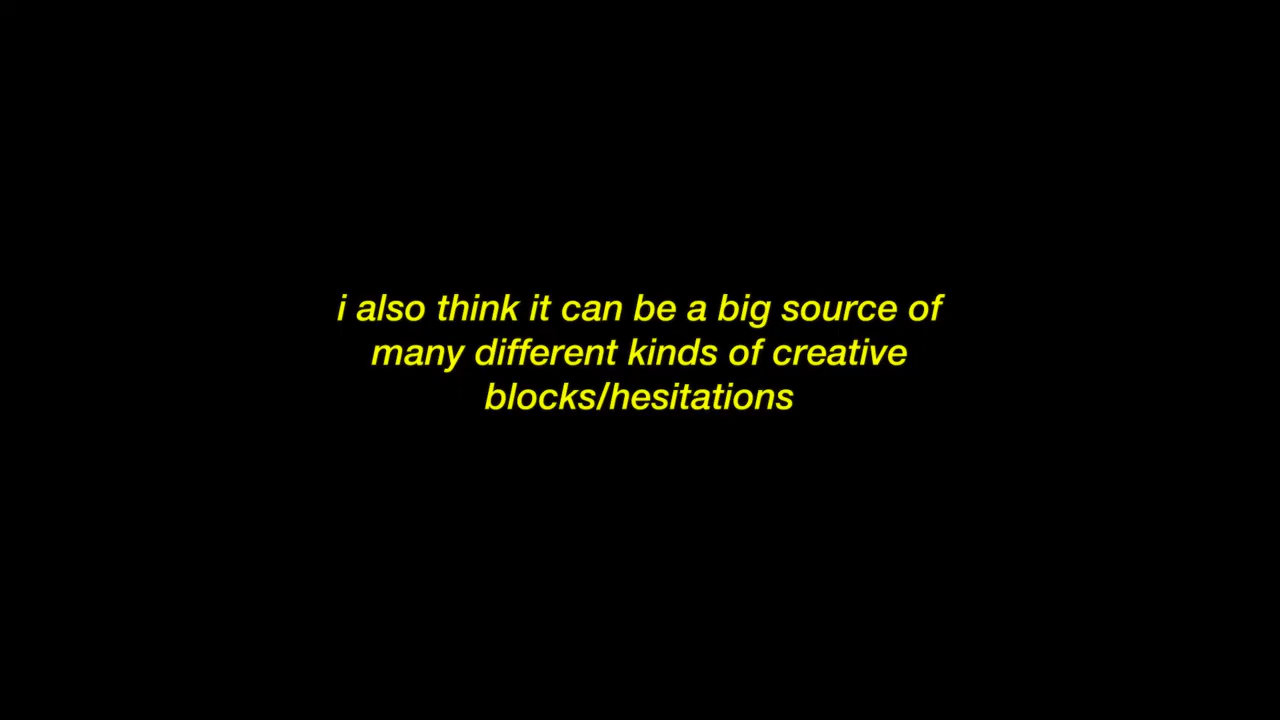 i also think it can be a big source of
many different kinds of creative
blocks/hesitations